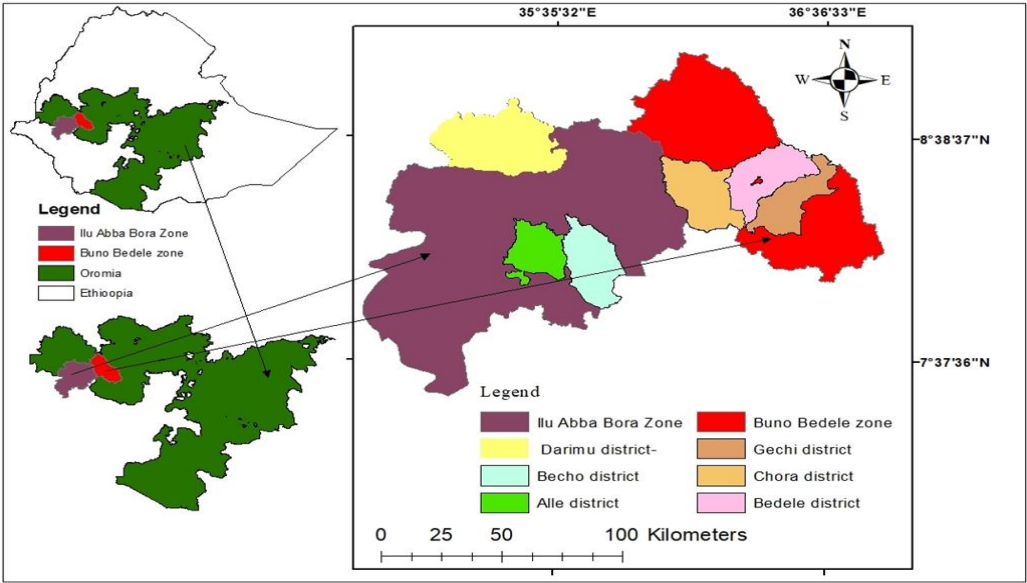 35°35'32"E 36°36'33"E
N
W E
S
8°38'37"N
7°37'36"N
Legend
Ilu Abba Bora Zone
Buno Bedele zone
Oromia
Ethioopia
Legend
Ilu Abba Bora Zone Buno Bedele zone
Darimu district- Gechi district
Becho district Chora district
Alle district Bedele district
0 25 50 100 Kilometers